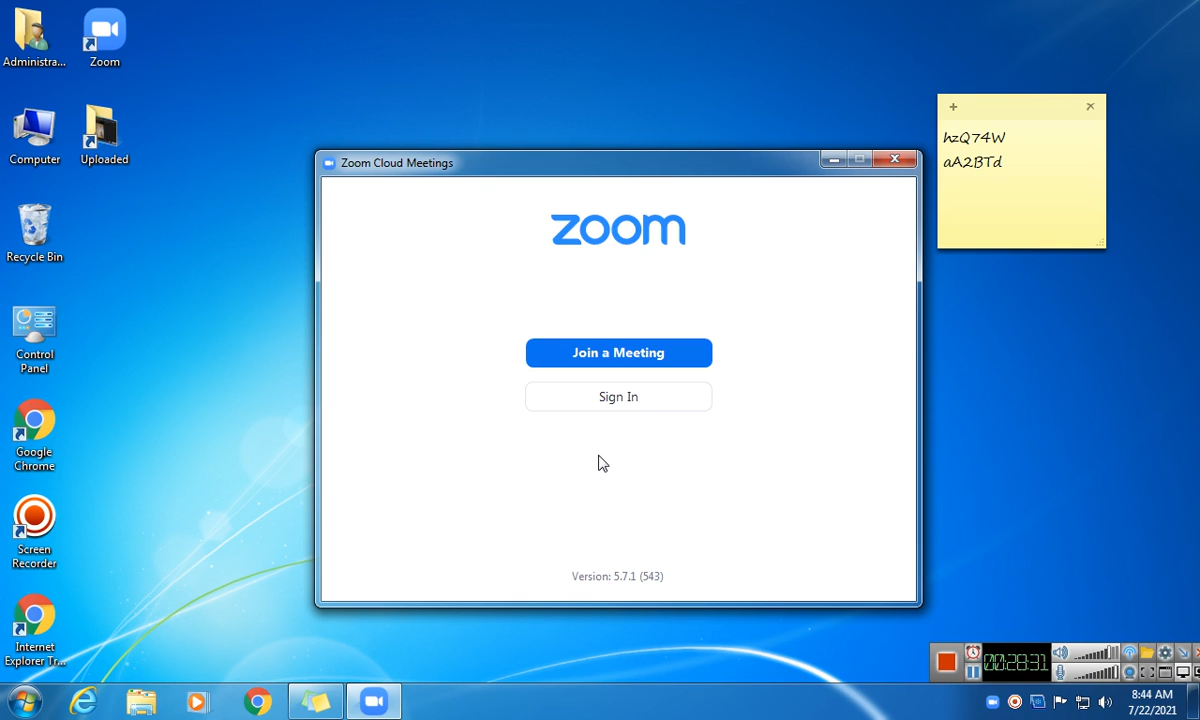 Administra...
Zoom
Computer
Uploaded
Recycle Bin
Control
Panel
Google
Chrome
Screen
Recorder
Internet
Explorer Tr...
Zoom Cloud Meetings
zoom
Join a Meeting
Sign In
Version: 5.7.1 (543)
hzQ74W
aA2BTd
00:28:31
8:44 AM
7/22/2021